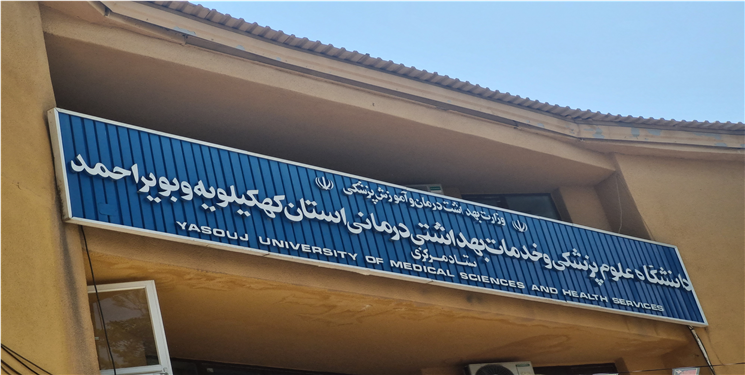 وزارت بهداشت درمان و آموزش پزشکی
دانشگاه علوم پزشکی و خدمات بهداشتی درمانی استان کهکیلویه و بویراحمد
ستاد مرکزی
YASOUJ UNIVERSITY OF MEDICAL SCIENCES AND HEALTH SERVICES